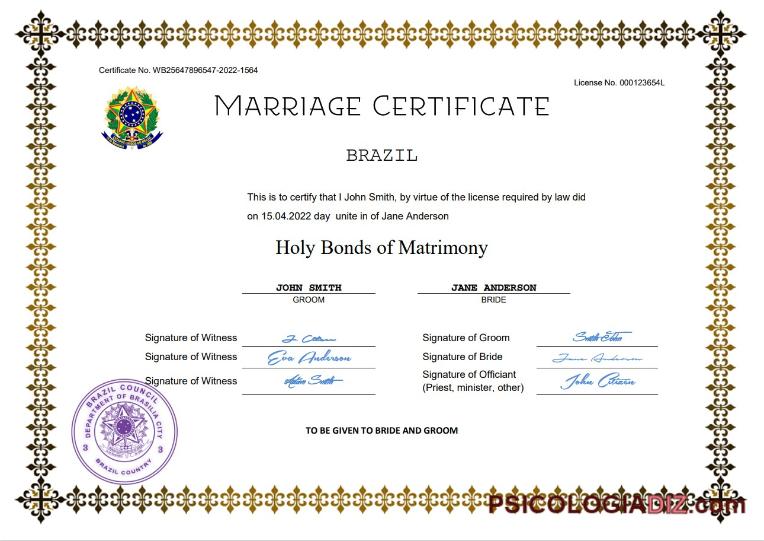 Certificate No. WB25647896547-2022-1564
License No. 000123654L
MARRIAGE CERTIFICATE
BRAZIL
This is to certify that I John Smith, by virtue of the license required by law did
on 15.04.2022 day unite in of Jane Anderson
Holy Bonds of Matrimony
JOHN SMITH
JANE ANDERSON
GROOM
BRIDE
Signature of Witness
Signature of Groom
Signature of Witness Eva Anderson
Signature of Bride Jane Anderson
Signature of Witness Adam Smith
Signature of Officiant
(Priest, minister, other) John Citizen
BRAZIL COUNCIL
DEPARTMENT OF BRASILIA CITY
3 3
BRAZIL COUNTRY
TO BE GIVEN TO BRIDE AND GROOM
PSICOLOGIADIZ.com